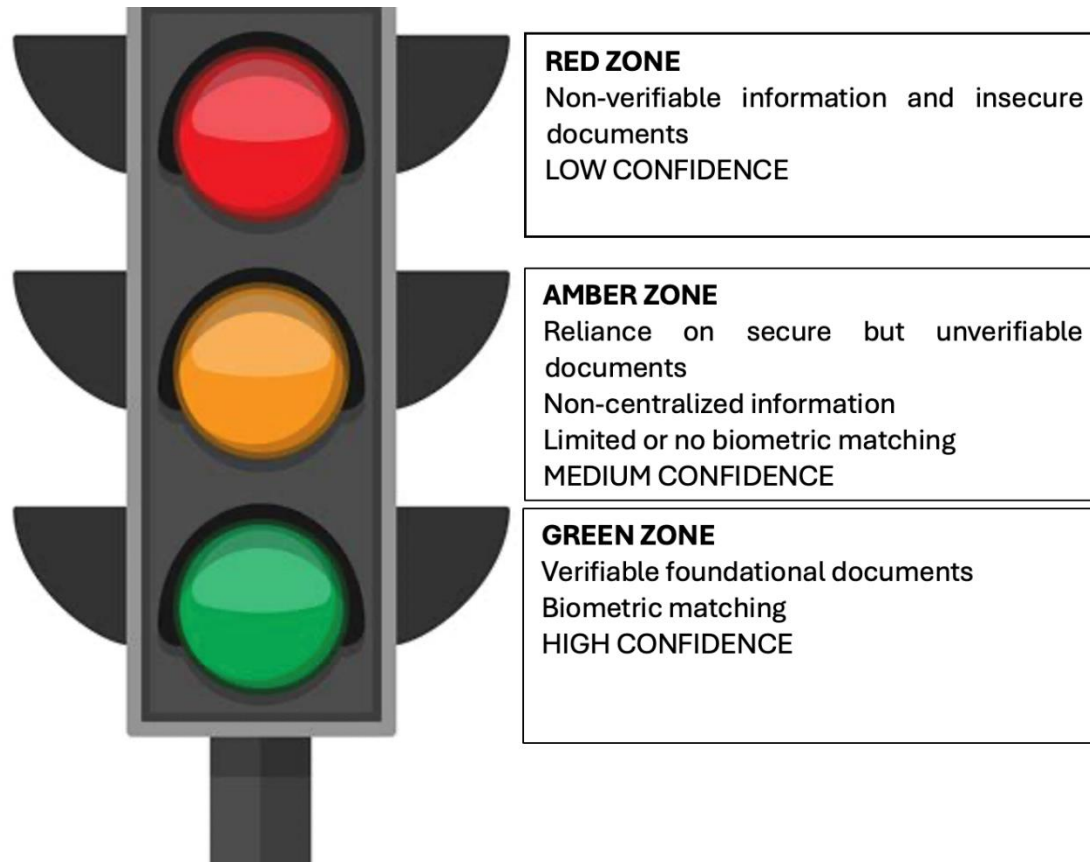 RED ZONE
Non-verifiable information and insecure
documents
LOW CONFIDENCE
AMBER ZONE
Reliance on secure but unverifiable
documents
Non-centralized information
Limited or no biometric matching
MEDIUM CONFIDENCE
GREEN ZONE
Verifiable foundational documents
Biometric matching
HIGH CONFIDENCE